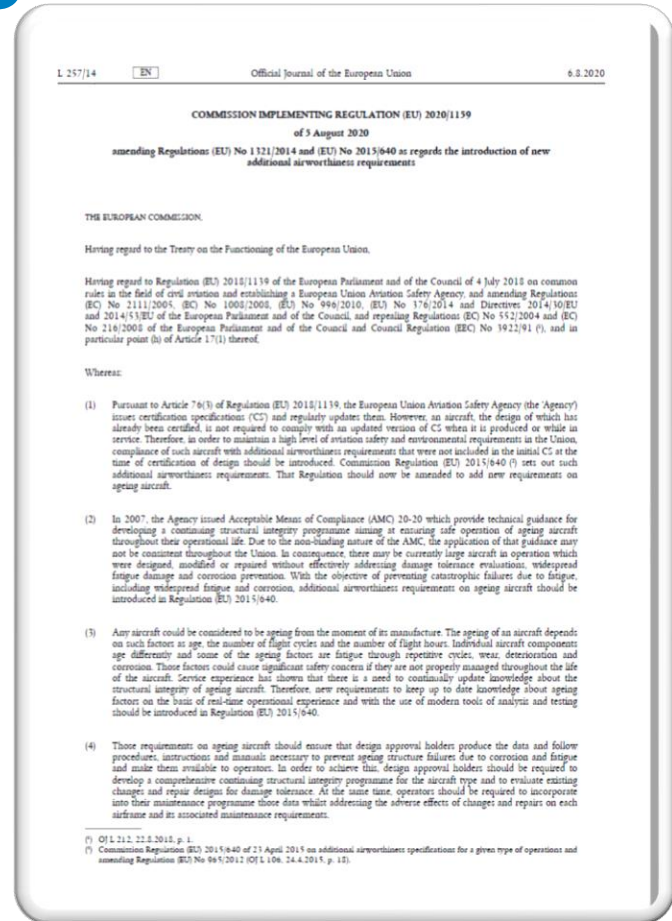 L 257/14 EN Official Journal of the European Union 6.8.2020
COMMISSION IMPLEMENTING REGULATION (EU) 2020/1159
of 5 August 2020
amending Regulations (EU) No 1321/2014 and (EU) No 2015/640 as regards the introduction of new
additional airworthiness requirements
THE EUROPEAN COMMISSION,
Having regard to the Treaty on the Functioning of the European Union,
Having regard to Regulation (EU) 2018/1139 of the European Parliament and of the Council of 4 July 2018 on common
rules in the field of civil aviation and establishing a European Union Aviation Safety Agency, and amending Regulations
(EC) No 2111/2005, (EC) No 1008/2008, (EU) No 996/2010, (EU) No 376/2014 and Directives 2014/30/EU
and 2014/53/EU of the European Parliament and of the Council, and repealing Regulations (EC) No 552/2004 and (EC)
No 216/2008 of the European Parliament and of the Council and Council Regulation (EEC) No 3922/91 (¹), and in
particular point (h) of Article 17(1) thereof,
Whereas:
(1) Pursuant to Article 76(3) of Regulation (EU) 2018/1139, the European Union Aviation Safety Agency (the 'Agency')
issues certification specifications ('CS') and regularly updates them. However, an aircraft, the design of which has
already been certified, is not required to comply with an updated version of CS when it is produced or while in
service. Therefore, in order to maintain a high level of aviation safety and environmental requirements in the Union,
compliance of such aircraft with additional airworthiness requirements that were not included in the initial CS at the
time of certification of design should be introduced. Commission Regulation (EU) 2015/640 (²) sets out such
additional airworthiness requirements. That Regulation should now be amended to add new requirements on
ageing aircraft.
(2) In 2007, the Agency issued Acceptable Means of Compliance (AMC) 20-20 which provide technical guidance for
developing a continuing structural integrity programme aiming at ensuring safe operation of ageing aircraft
throughout their operational life. Due to the non-binding nature of the AMC, the application of that guidance may
not be consistent throughout the Union. In consequence, there may be currently large aircraft in operation which
were designed, modified or repaired without effectively addressing damage tolerance evaluations, widespread
fatigue damage and corrosion prevention. With the objective of preventing catastrophic failures due to fatigue,
including widespread fatigue and corrosion, additional airworthiness requirements on ageing aircraft should be
introduced in Regulation (EU) 2015/640.
(3) Any aircraft could be considered to be ageing from the moment of its manufacture. The ageing of an aircraft depends
on such factors as age, the number of flight cycles and the number of flight hours. Individual aircraft components
age differently and some of the ageing factors are fatigue through repetitive cycles, wear, deterioration and
corrosion. Those factors could cause significant safety concern if they are not properly managed throughout the life
of the aircraft. Service experience has shown that there is a need to continually update knowledge about the
structural integrity of ageing aircraft. Therefore, new requirements to keep up to date knowledge about ageing
factors on the basis of real-time operational experience and with the use of modern tools of analysis and testing
should be introduced in Regulation (EU) 2015/640.
(4) Those requirements on ageing aircraft should ensure that design approval holders produce the data and follow
procedures, instructions and manuals necessary to prevent ageing structure failures due to corrosion and fatigue
and make them available to operators. In order to achieve this, design approval holders should be required to
develop a comprehensive continuing structural integrity programme for the aircraft type and to evaluate existing
changes and repair designs for damage tolerance. At the same time, operators should be required to incorporate
into their maintenance programme those data whilst addressing the adverse effects of changes and repairs on each
airframe and its associated maintenance requirements.
(¹) OJ L 212, 22.8.2018, p. 1.
(²) Commission Regulation (EU) 2015/640 of 23 April 2015 on additional airworthiness specifications for a given type of operations and
amending Regulation (EU) No 965/2012 (OJ L 106, 24.4.2015, p. 18).